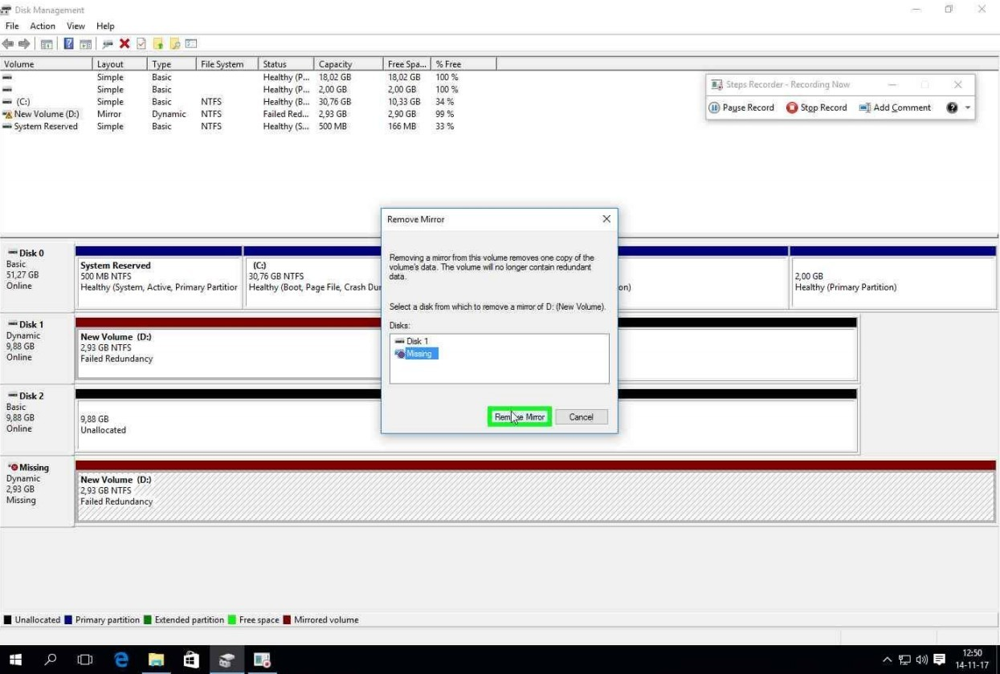 Disk Management
File Action View Help
Volume Layout Type File System Status Capacity Free Spa... % Free
Simple Basic Healthy (P... 18,02 GB 18,02 GB 100 %
Simple Basic Healthy (P... 2,00 GB 2,00 GB 100 %
(C:) Simple Basic NTFS Healthy (B... 30,76 GB 10,33 GB 34 %
New Volume (D:) Mirror Dynamic NTFS Failed Red... 2,93 GB 2,90 GB 99 %
System Reserved Simple Basic NTFS Healthy (S... 500 MB 166 MB 33 %
Steps Recorder - Recording Now
Pause Record Stop Record Add Comment
Remove Mirror
Removing a mirror from this volume removes one copy of the
volume's data. The volume will no longer contain redundant
data.
Select a disk from which to remove a mirror of D: (New Volume).
Disks:
Disk 1
Missing
Remove Mirror Cancel
Disk 0
Basic
51,27 GB
Online
System Reserved
500 MB NTFS
Healthy (System, Active, Primary Partitior
(C:)
30,76 GB NTFS
Healthy (Boot, Page File, Crash Dur
on)
2,00 GB
Healthy (Primary Partition)
Disk 1
Dynamic
9,88 GB
Online
New Volume (D:)
2,93 GB NTFS
Failed Redundancy
Disk 2
Basic
9,88 GB
Online
9,88 GB
Unallocated
Missing
Dynamic
2,93 GB
Missing
New Volume (D:)
2,93 GB NTFS
Failed Redundancy
Unallocated Primary partition Extended partition Free space Mirrored volume
12:50
14-11-17